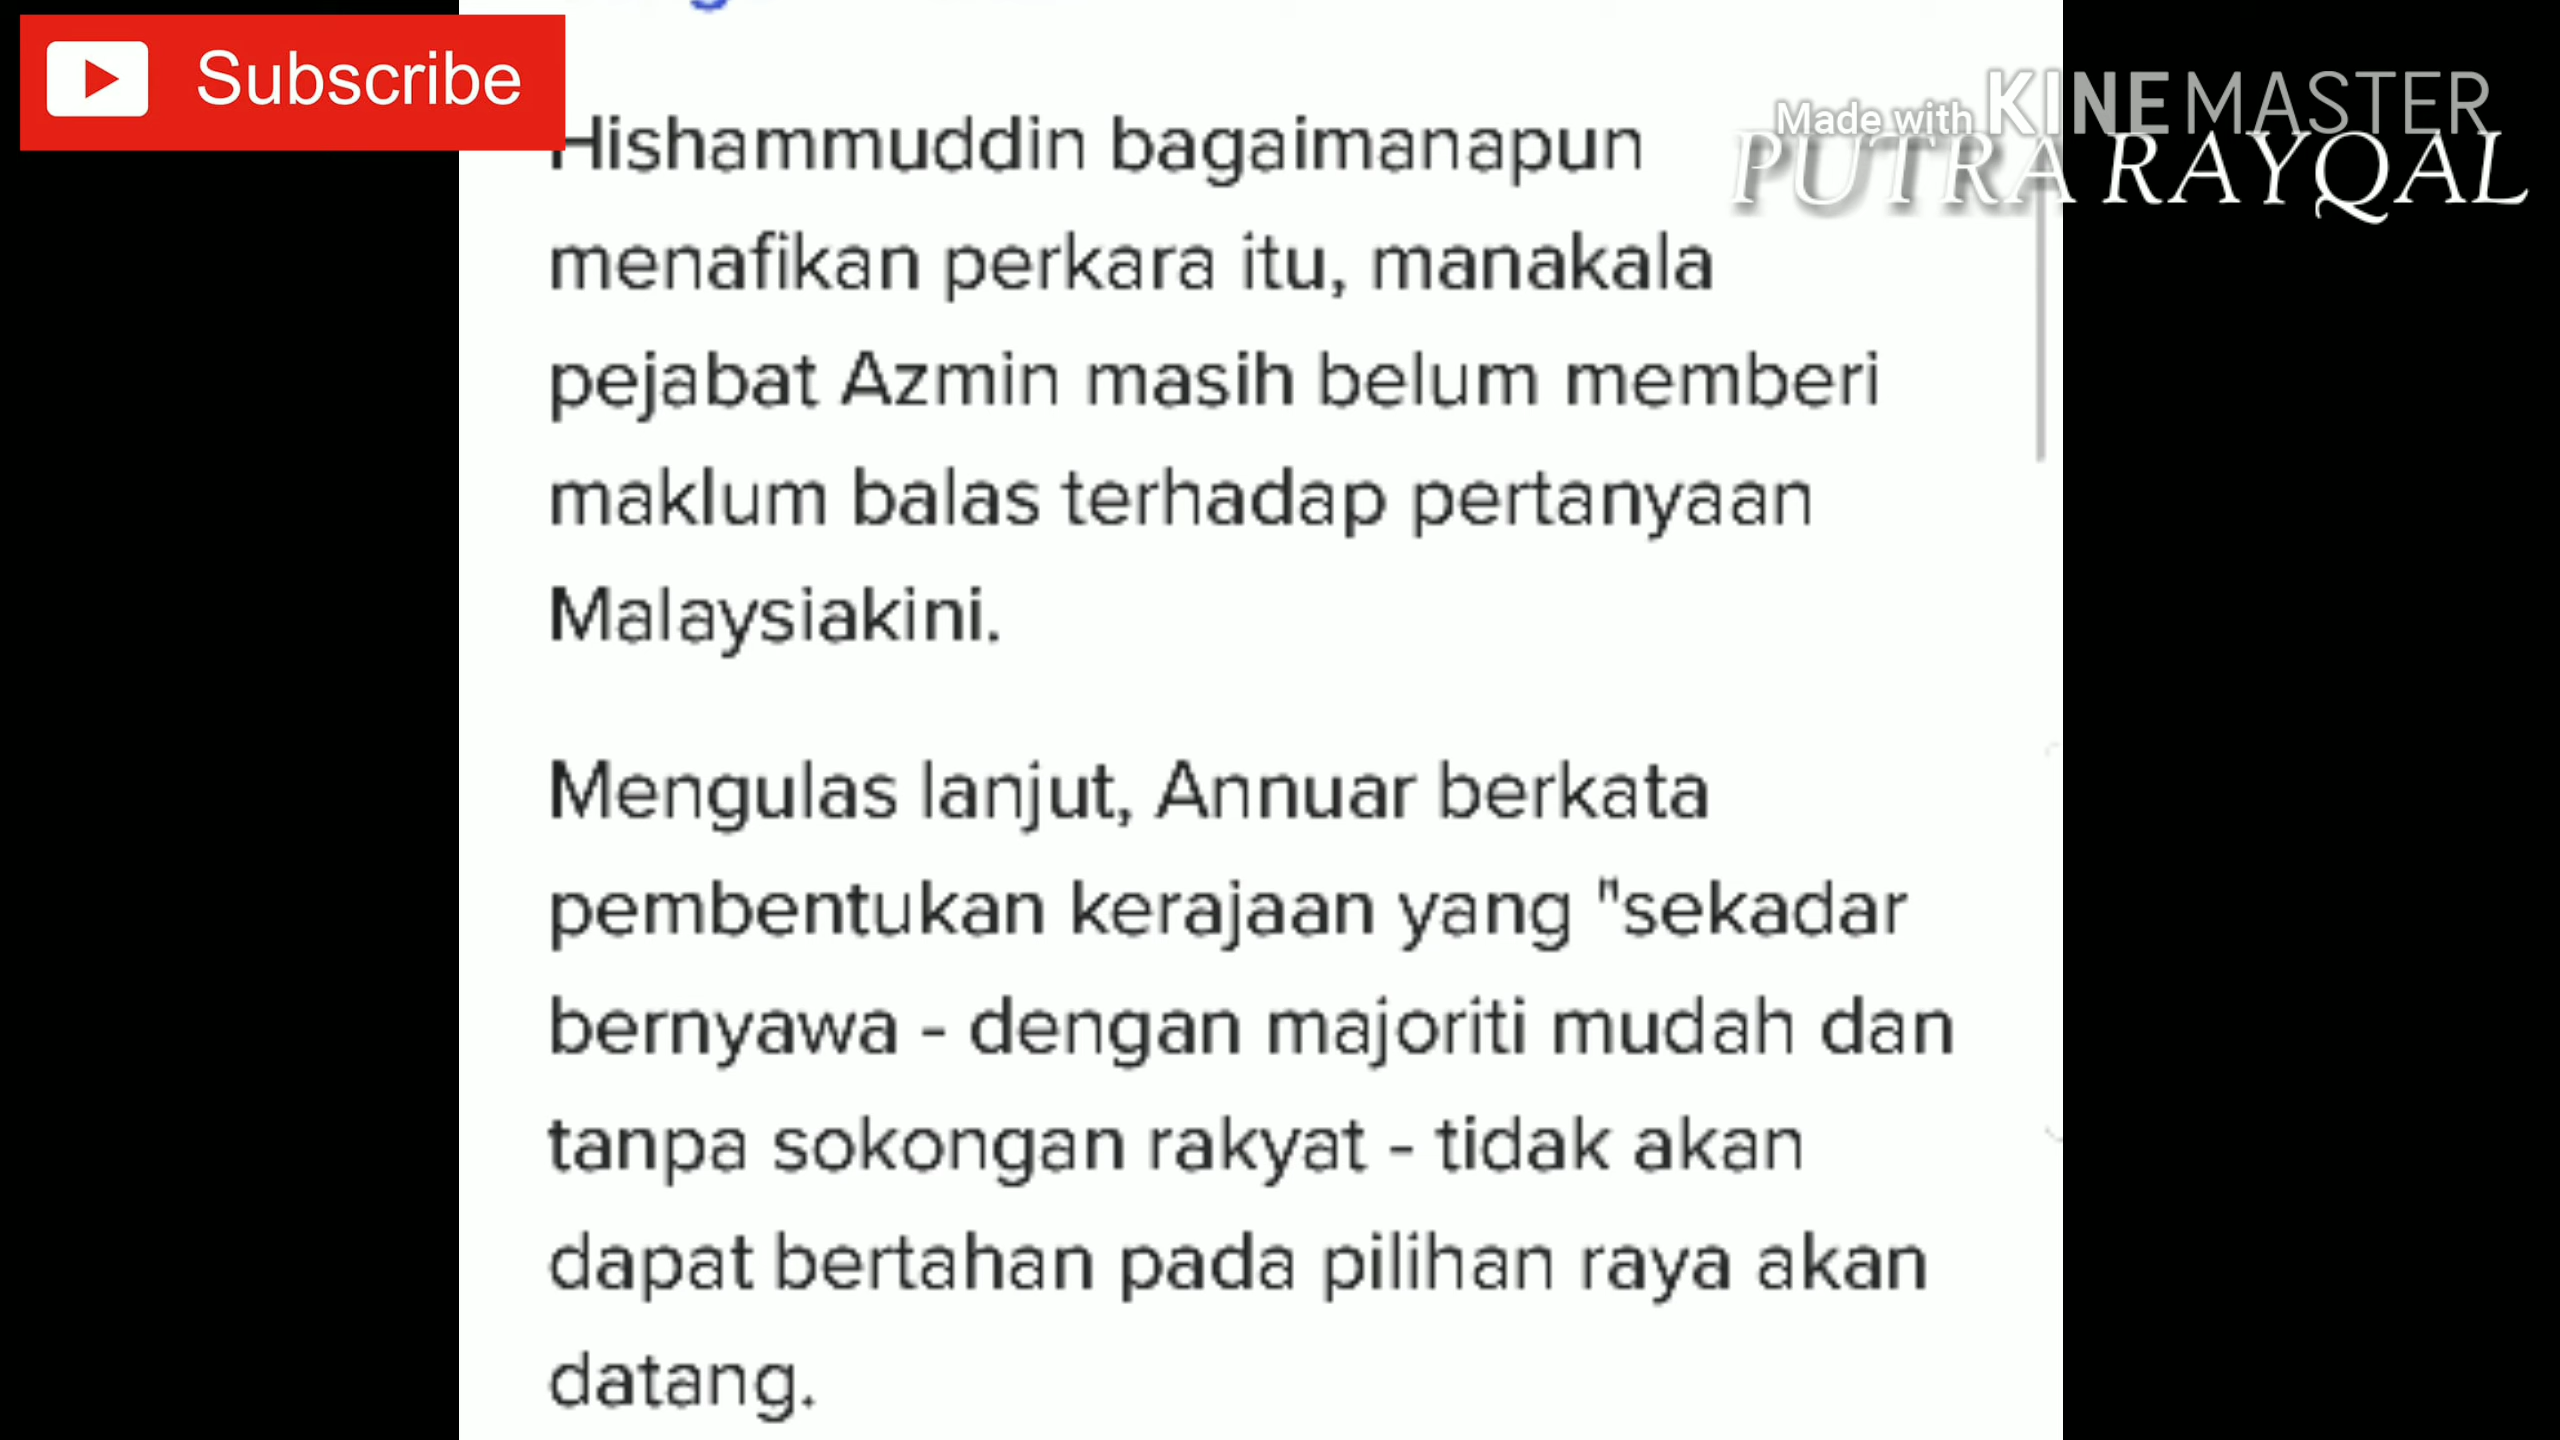 Subscribe
Made with KINEMASTER
PUTRA RAYQAL
Hishammuddin bagaimanapun
menafikan perkara itu, manakala
pejabat Azmin masih belum memberi
maklum balas terhadap pertanyaan
Malaysiakini.
Mengulas lanjut, Annuar berkata
pembentukan kerajaan yang "sekadar
bernyawa - dengan majoriti mudah dan
tanpa sokongan rakyat - tidak akan
dapat bertahan pada pilihan raya akan
datang.